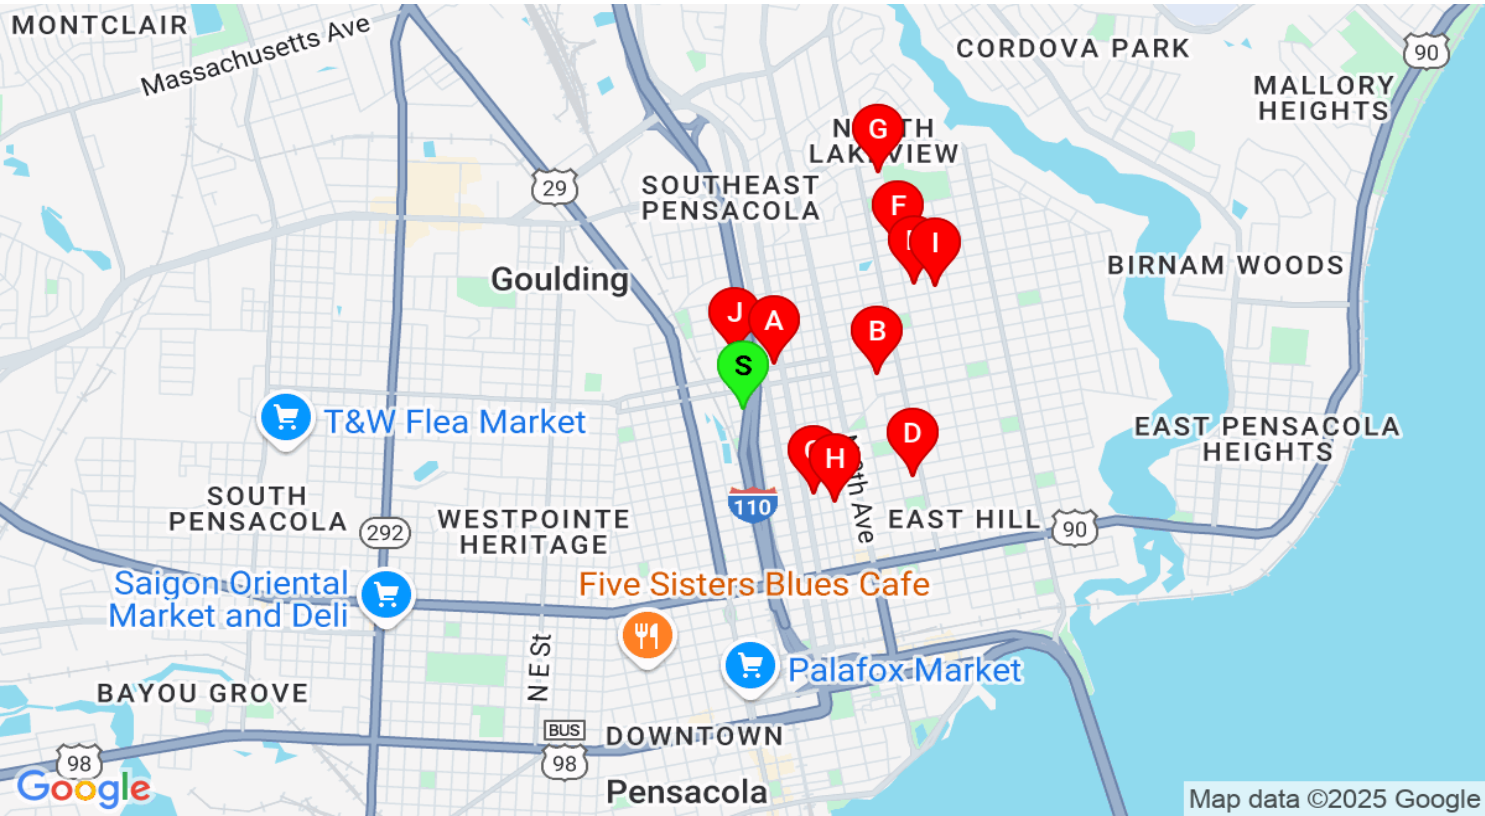 MONTCLAIR
Massachusetts Ave
CORDOVA PARK
90
MALLORY
HEIGHTS
G
LAKEVIEW
29
SOUTHEAST
PENSACOLA
F
I
BIRNAM WOODS
Goulding
J
A
B
S
T&W Flea Market
D
EAST PENSACOLA
HEIGHTS
H
SOUTH
PENSACOLA
292
WESTPOINTE
HERITAGE
110
EAST HILL
90
Saigon Oriental
Market and Deli
Five Sisters Blues Cafe
N E St
Palafox Market
BAYOU GROVE
BUS
98
DOWNTOWN
98
Google
Pensacola
Map data ©2025 Google